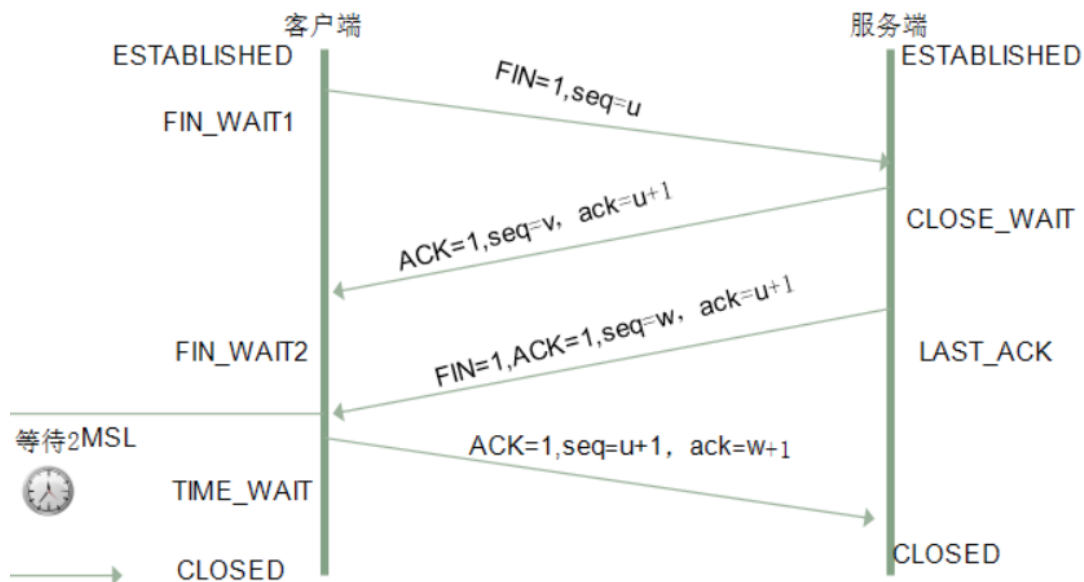 客户端
服务端
ESTABLISHED
ESTABLISHED
FIN=1,seq=u
FIN_WAIT1
ACK=1,seq=v，ack=u+1
CLOSE_WAIT
FIN=1,ACK=1,seq=w，ack=u+1
FIN_WAIT2
LAST_ACK
等待2MSL
ACK=1,seq=u+1，ack=w+1
TIME_WAIT
CLOSED
CLOSED